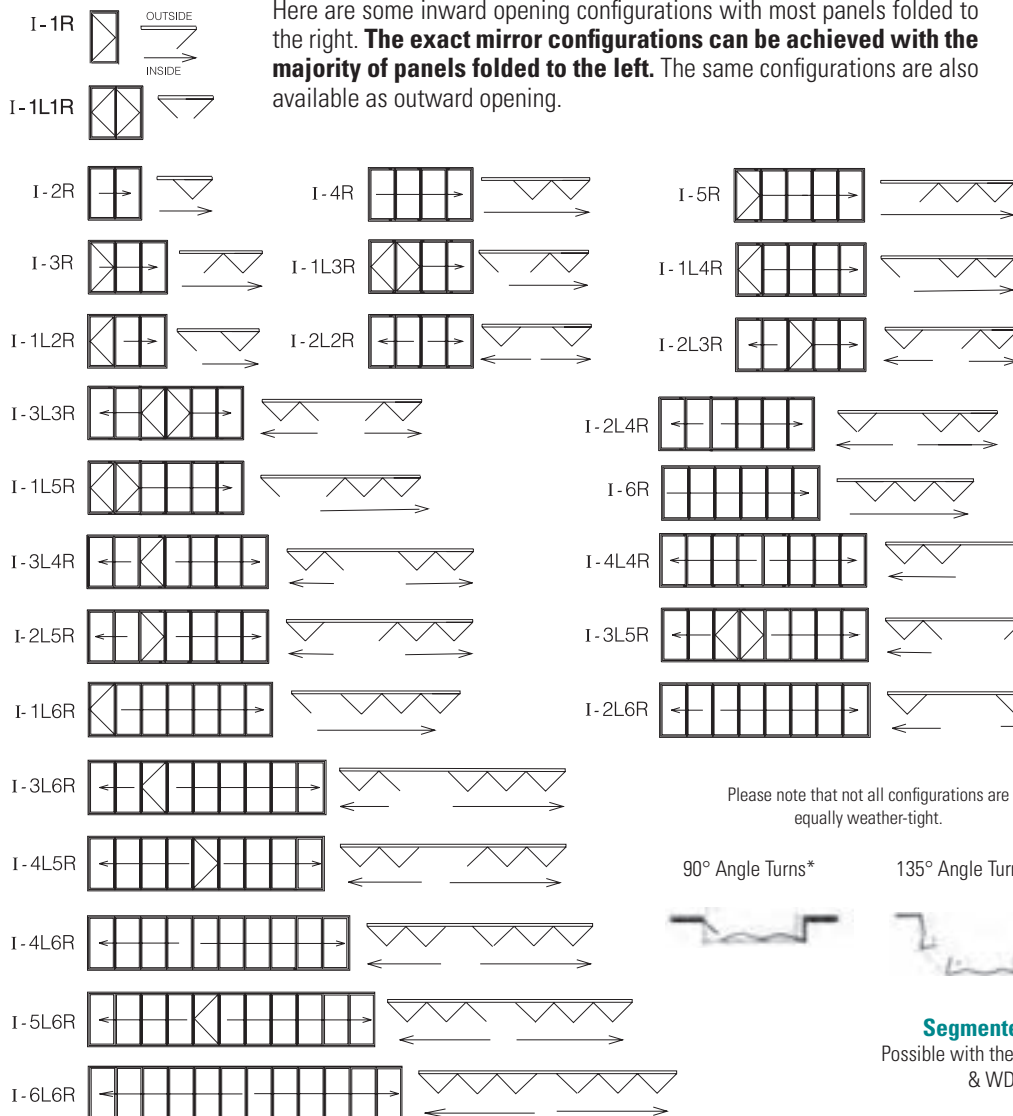 I-1R
OUTSIDE
INSIDE
Here are some inward opening configurations with most panels folded to
the right. The exact mirror configurations can be achieved with the
majority of panels folded to the left. The same configurations are also
available as outward opening.
I-1L1R
I-2R
I-4R
I-5R
I-3R
I-1L3R
I-1L4R
I-1L2R
I-2L2R
I-2L3R
I-3L3R
I-2L4R
I-1L5R
I-6R
I-3L4R
I-4L4R
I-2L5R
I-3L5R
I-1L6R
I-2L6R
I-3L6R
Please note that not all configurations are
equally weather-tight.
I-4L5R
90° Angle Turns*
135° Angle Turn
I-4L6R
I-5L6R
Segmente
Possible with the
& WD
I-6L6R